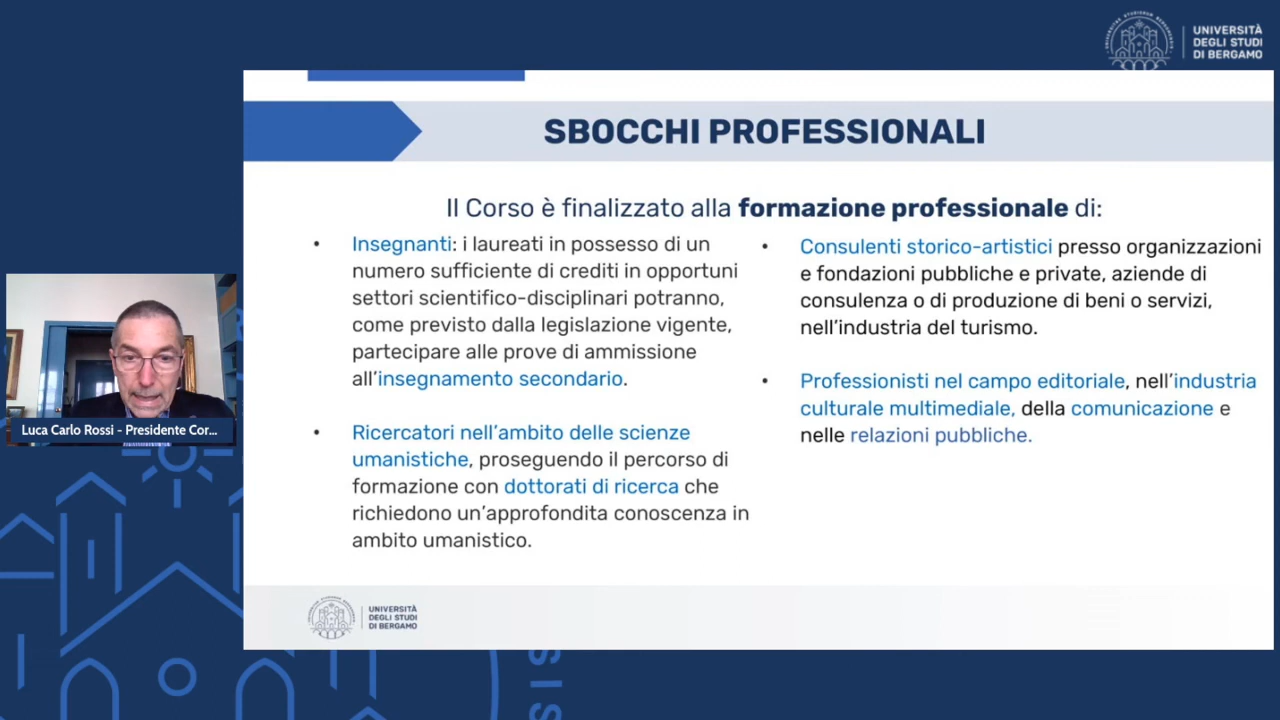 UNIVERSITÀ
DEGLI STUDI
DI BERGAMO
SBOCCHI PROFESSIONALI
Il Corso è finalizzato alla formazione professionale di:
• Insegnanti: i laureati in possesso di un
numero sufficiente di crediti in opportuni
settori scientifico-disciplinari potranno,
come previsto dalla legislazione vigente,
partecipare alle prove di ammissione
all'insegnamento secondario.
• Ricercatori nell'ambito delle scienze
umanistiche, proseguendo il percorso di
formazione con dottorati di ricerca che
richiedono un'approfondita conoscenza in
ambito umanistico.
• Consulenti storico-artistici presso organizzazioni
e fondazioni pubbliche e private, aziende di
consulenza o di produzione di beni o servizi,
nell'industria del turismo.
• Professionisti nel campo editoriale, nell'industria
culturale multimediale, della comunicazione e
nelle relazioni pubbliche.
Luca Carlo Rossi - Presidente Cor...
UNIVERSITÀ
DEGLI STUDI
DI BERGAMO